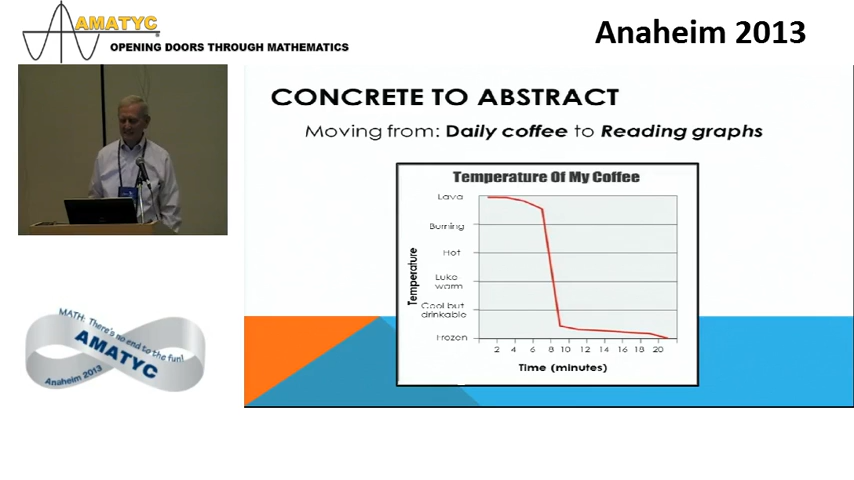 AMATYC
OPENING DOORS THROUGH MATHEMATICS
Anaheim 2013
CONCRETE TO ABSTRACT
Moving from: Daily coffee to Reading graphs
Temperature Of My Coffee
Lava
Burning
Hot
Luke
warm
Cool but
drinkable
Frozen
Temperature
2 4 6 8 10 12 14 16 18 20
Time (minutes)
MATH: There's no end to the fun!
AMATYC
Anaheim 2013